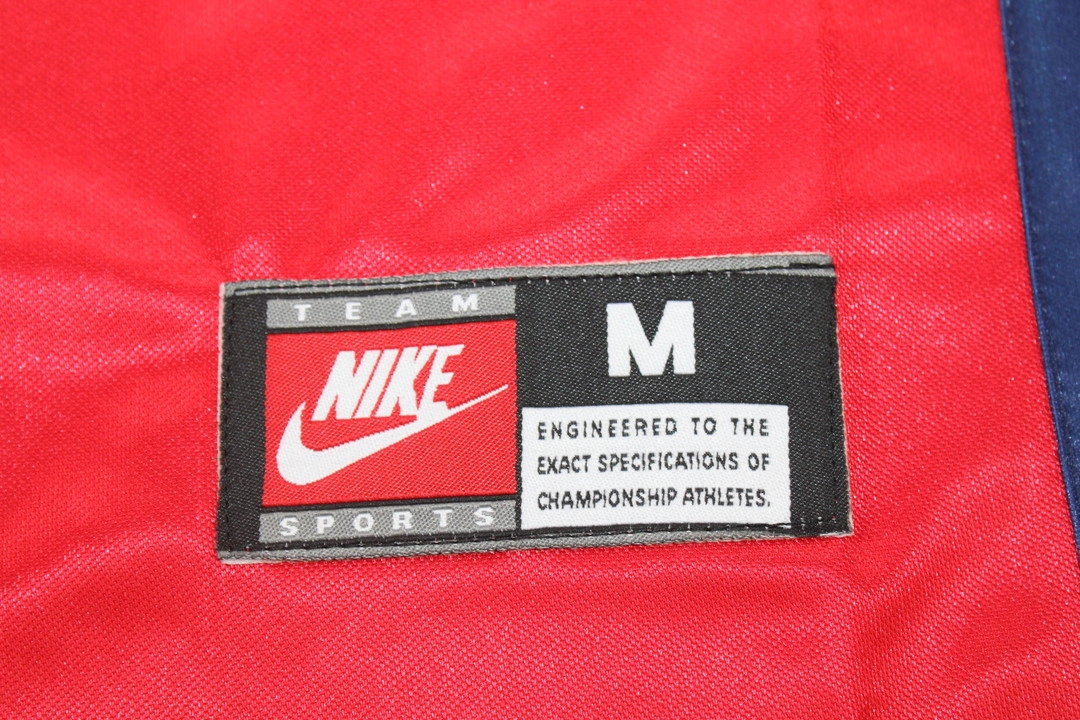 TEAM
NIKE
SPORTS
M
ENGINEERED TO THE
EXACT SPECIFICATIONS OF
CHAMPIONSHIP ATHLETES.